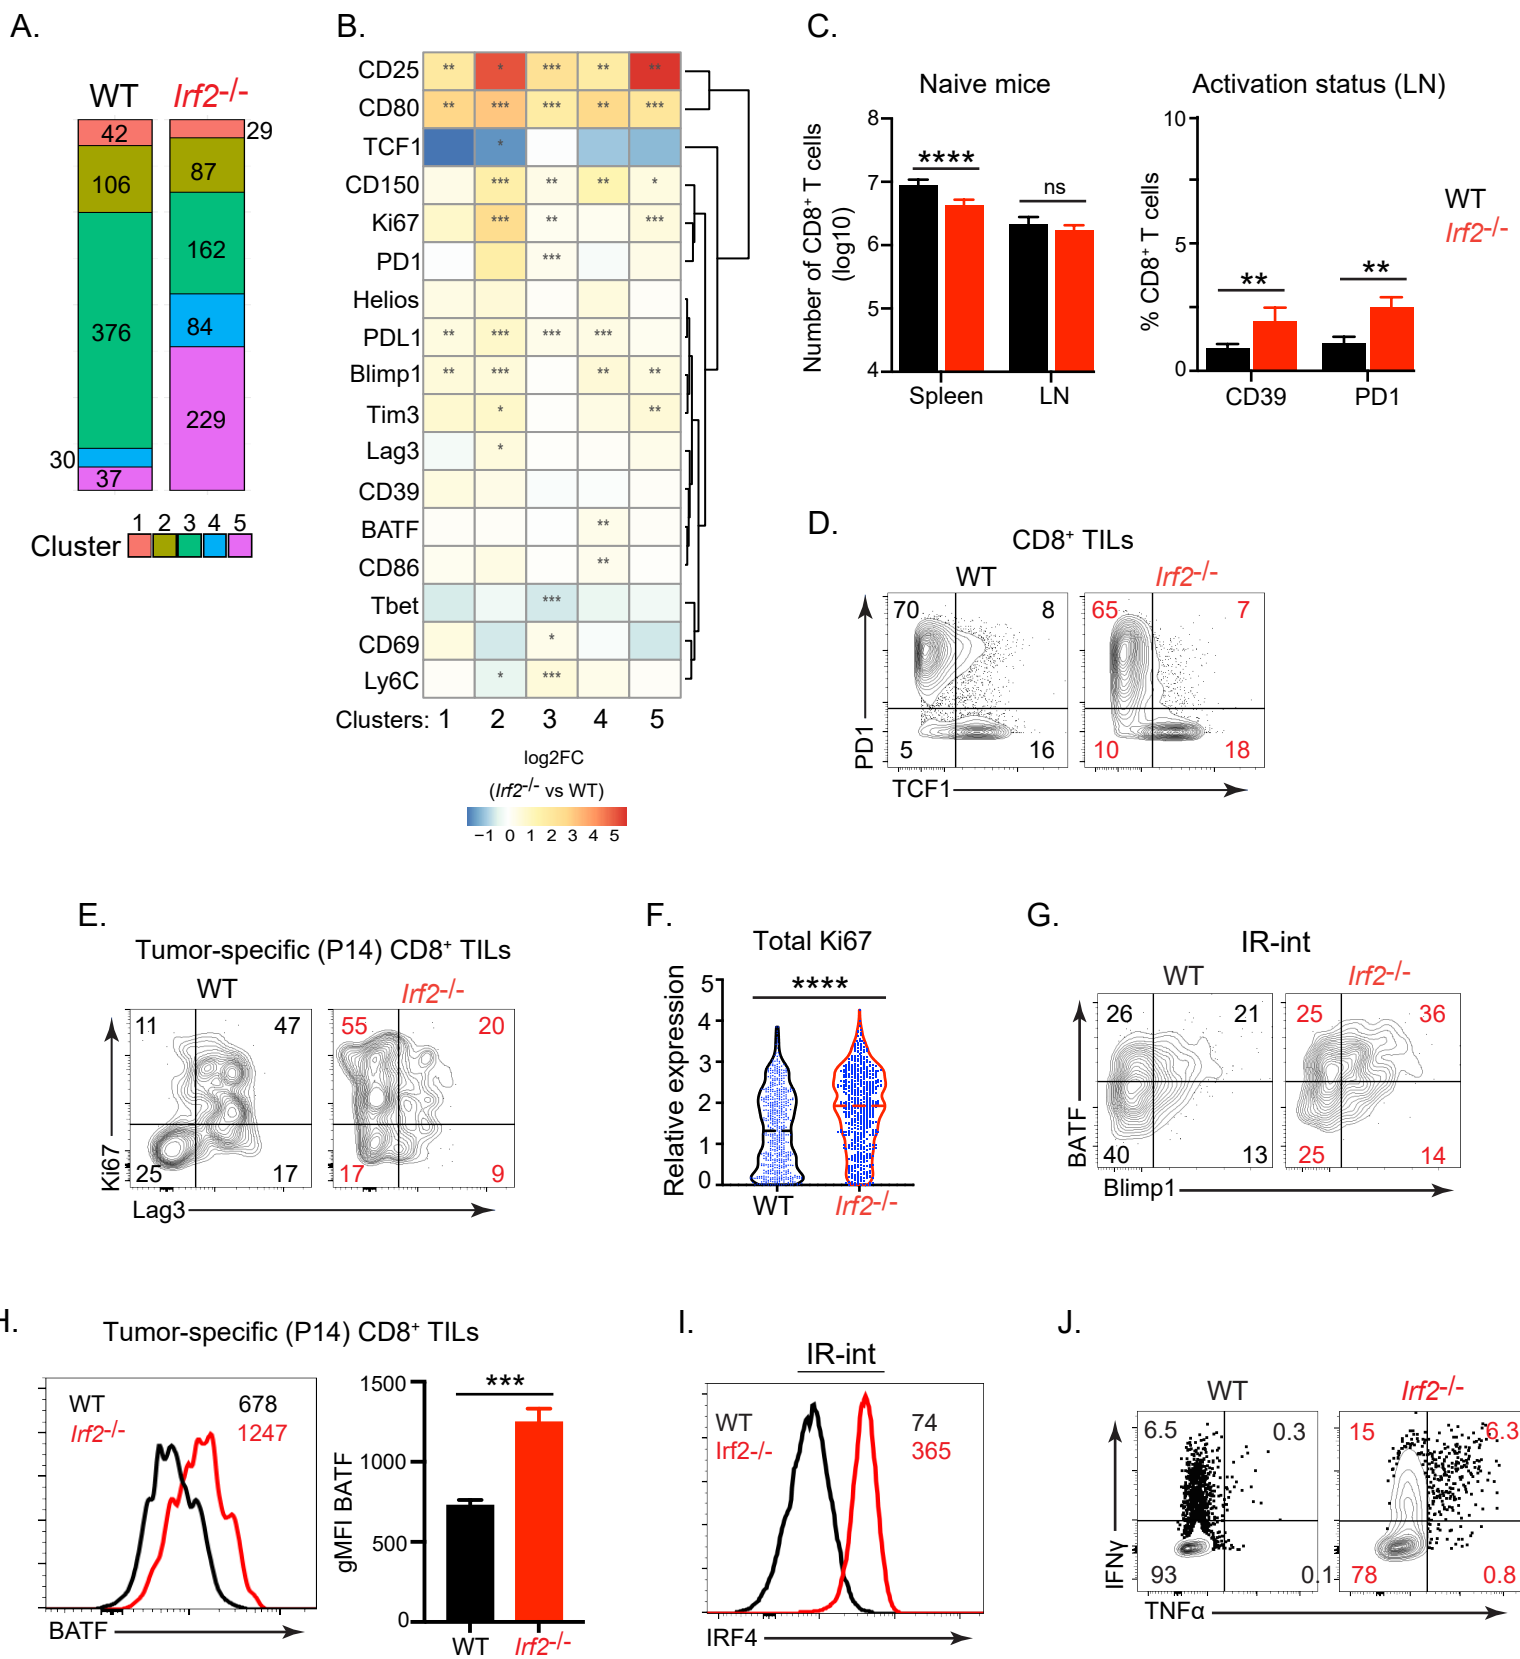 A.
WT Irf2-/-
42 29
106 87
376 162
30 84
37 229
1 2 3 4 5
Cluster
B.
CD25 ** * *** ** **
CD80 ** *** *** ** ***
TCF1 *
CD150 *** ** ** *
Ki67 *** ** ***
PD1 ***
Helios
PDL1 ** *** *** ***
Blimp1 ** *** ** **
Tim3 * **
Lag3 *
CD39
BATF **
CD86 **
Tbet ***
CD69 *
Ly6C * ***
Clusters: 1 2 3 4 5
log2FC
(Irf2-/- vs WT)
−1 0 1 2 3 4 5
C.
Naive mice
Number of CD8+ T cells
(log10)
8
7
6
5
4
****
ns
Spleen LN
Activation status (LN)
% CD8+ T cells
10
5
0
** **
CD39 PD1
WT
Irf2-/-
D.
CD8+ TILs
WT Irf2-/-
70 8 65 7
5 16 10 18
PD1
TCF1
E.
Tumor-specific (P14) CD8+ TILs
WT Irf2-/-
11 47 55 20
25 17 17 9
Ki67
Lag3
F.
Total Ki67
Relative expression
5
4
3
2
1
0
****
WT Irf2-/-
G.
IR-int
WT Irf2-/-
26 21 25 36
40 13 25 14
BATF
Blimp1
H.
Tumor-specific (P14) CD8+ TILs
WT 678
Irf2-/- 1247
BATF
gMFI BATF
1500
1000
500
0
***
WT Irf2-/-
I.
IR-int
WT 74
Irf2-/- 365
IRF4
J.
WT Irf2-/-
6.5 0.3 15 6.3
93 0.1 78 0.8
IFNγ
TNFα